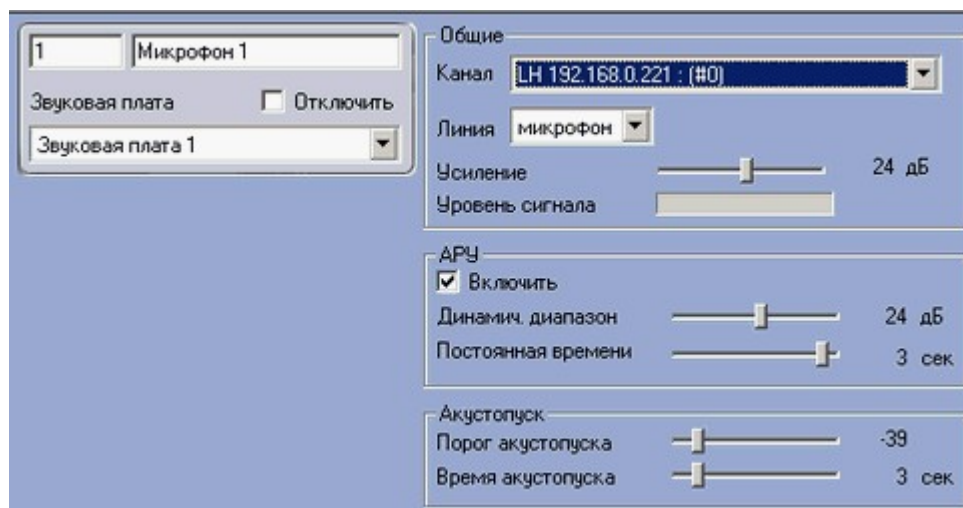 1 Микрофон 1
Звуковая плата Отключить
Звуковая плата 1
Общие
Канал LH 192.168.0.221 : (#0)
Линия микрофон
Усиление 24 дБ
Уровень сигнала
АРУ
Включить
Динамич. диапазон 24 дБ
Постоянная времени 3 сек
Акустопуск
Порог акустопуска -39
Время акустопуска 3 сек